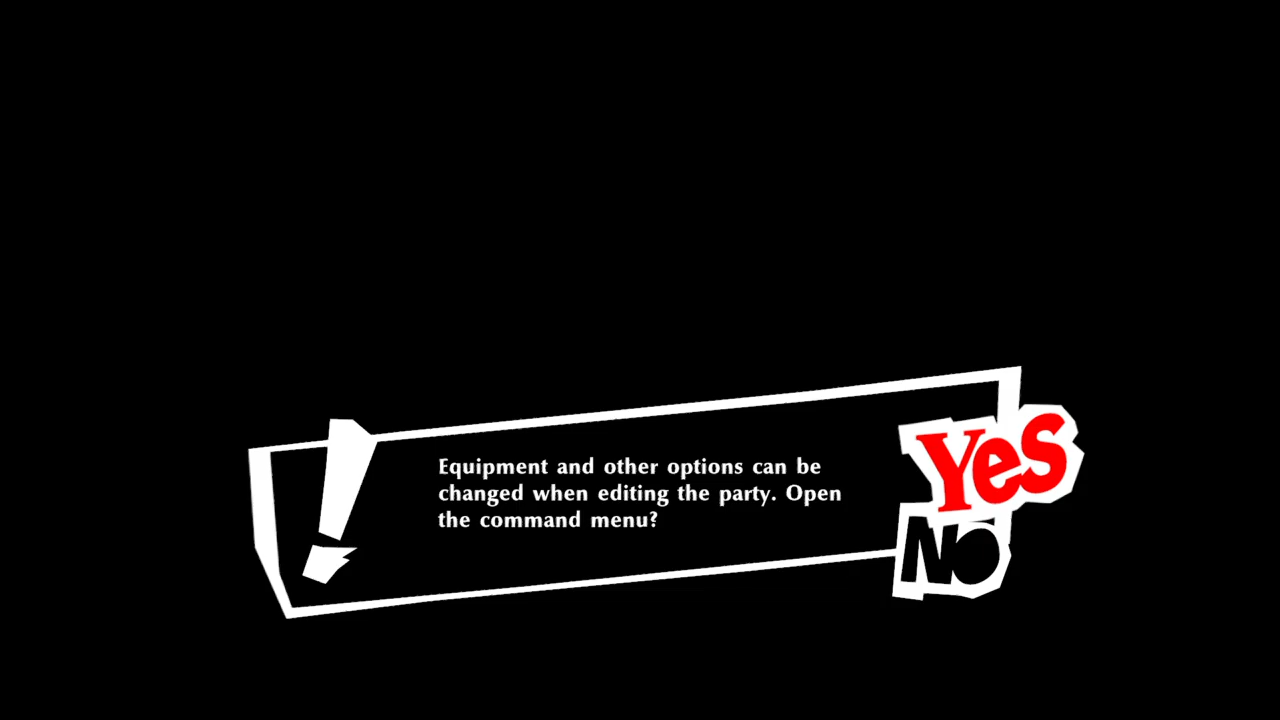 Equipment and other options can be
changed when editing the party. Open
the command menu?
Yes
NO